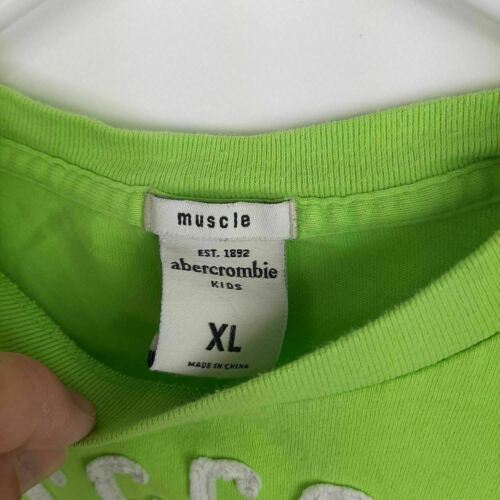 muscle
EST. 1892
abercrombie
KIDS
XL
MADE IN CHINA